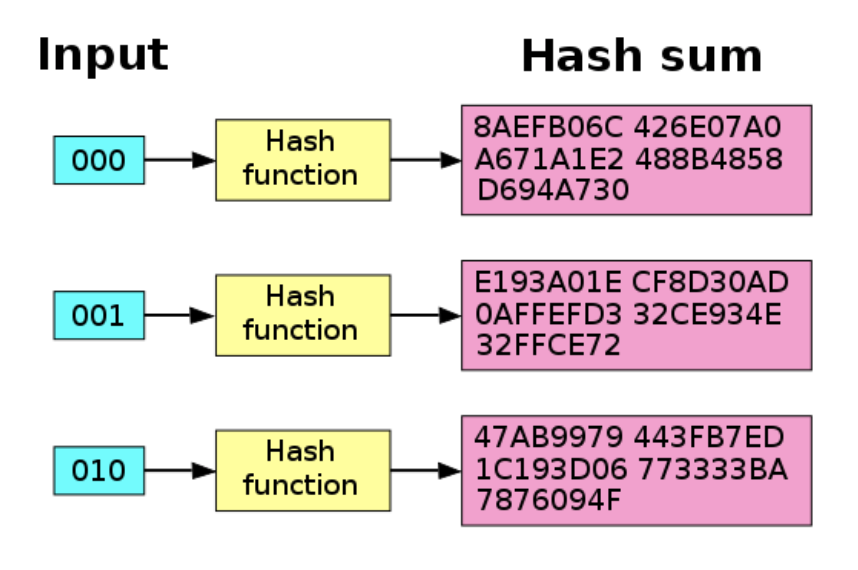 Input
Hash sum
000
Hash
function
8AEFB06C 426E07A0
A671A1E2 488B4858
D694A730
001
Hash
function
E193A01E CF8D30AD
0AFFEFD3 32CE934E
32FFCE72
010
Hash
function
47AB9979 443FB7ED
1C193D06 773333BA
7876094F